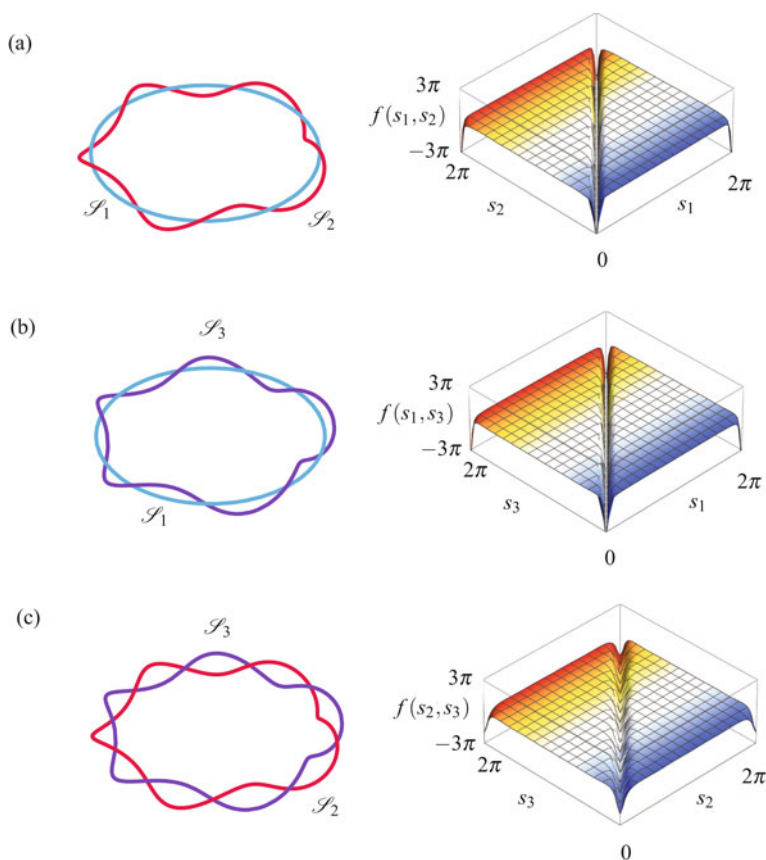 (a)
𝒮₁
𝒮₂
3π
f(s₁,s₂)
−3π
2π
s₂
s₁
2π
0
(b)
𝒮₃
𝒮₁
3π
f(s₁,s₃)
−3π
2π
s₃
s₁
2π
0
(c)
𝒮₃
𝒮₂
3π
f(s₂,s₃)
−3π
2π
s₃
s₂
2π
0